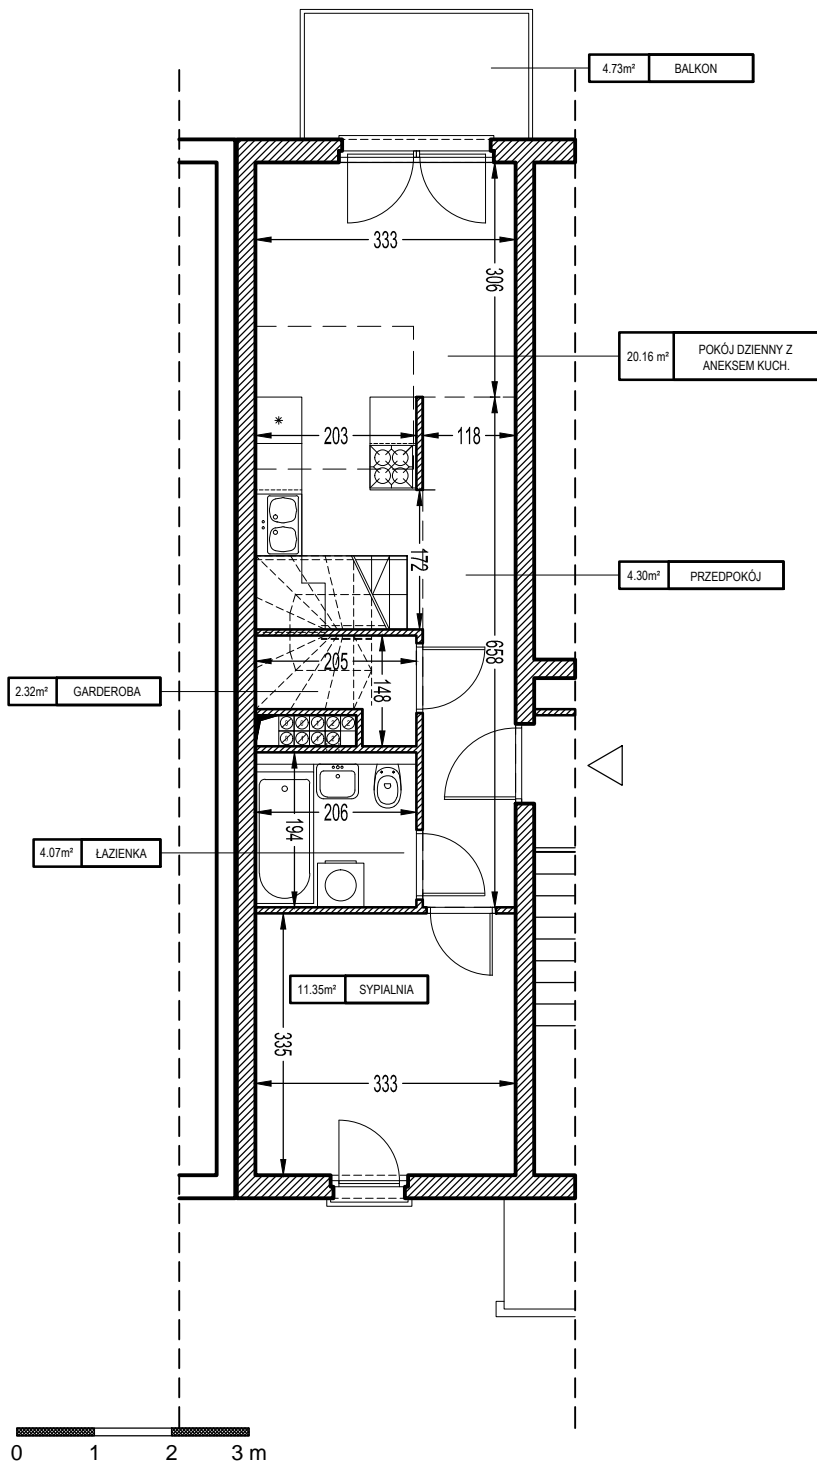 4.73m² BALKON
333
306
20.16 m² POKÓJ DZIENNY Z
ANEKSEM KUCH.
203
118
172
4.30m² PRZEDPOKÓJ
658
205
148
2.32m² GARDEROBA
206
194
4.07m² ŁAZIENKA
11.35m² SYPIALNIA
335
333
0 1 2 3 m